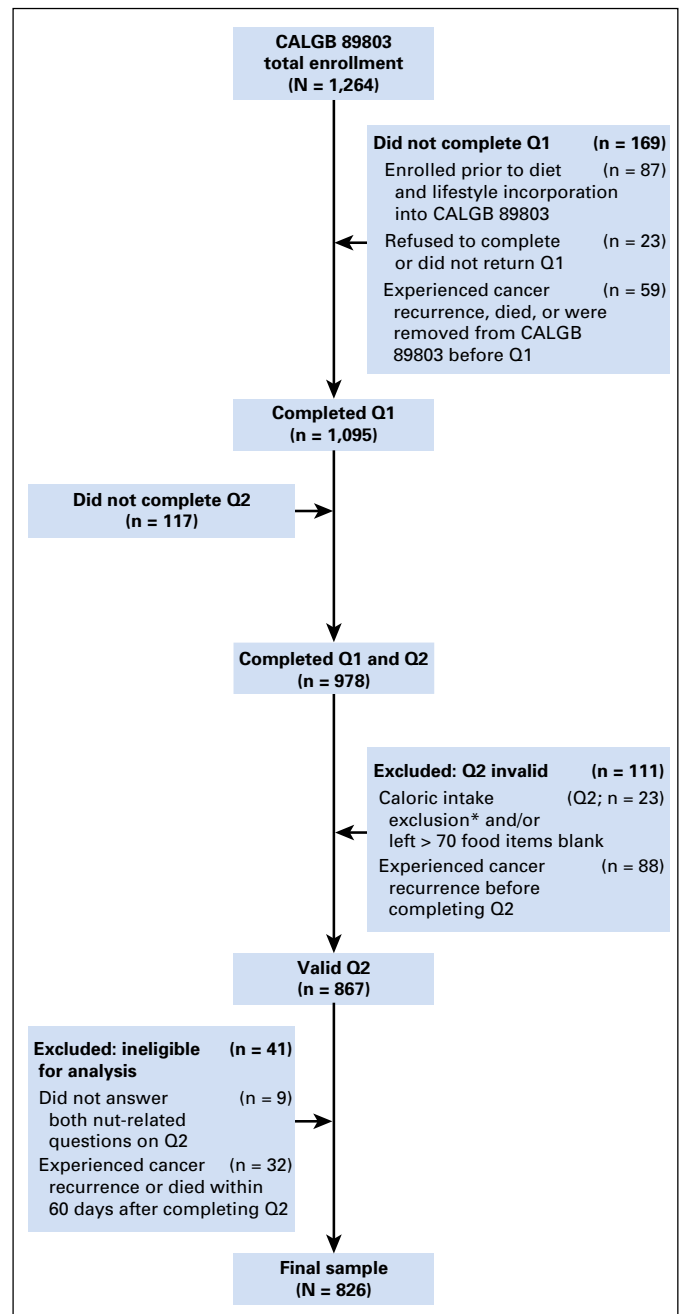 CALGB 89803
total enrollment
(N = 1,264)
Did not complete Q1 (n = 169)
Enrolled prior to diet (n = 87)
and lifestyle incorporation
into CALGB 89803
Refused to complete (n = 23)
or did not return Q1
Experienced cancer (n = 59)
recurrence, died, or were
removed from CALGB
89803 before Q1
Completed Q1
(n = 1,095)
Did not complete Q2
(n = 117)
Completed Q1 and Q2
(n = 978)
Excluded: Q2 invalid (n = 111)
Caloric intake (Q2; n = 23)
exclusion* and/or
left > 70 food items blank
Experienced cancer (n = 88)
recurrence before
completing Q2
Valid Q2
(n = 867)
Excluded: ineligible (n = 41)
for analysis
Did not answer (n = 9)
both nut-related
questions on Q2
Experienced cancer (n = 32)
recurrence or died within
60 days after completing Q2
Final sample
(N = 826)